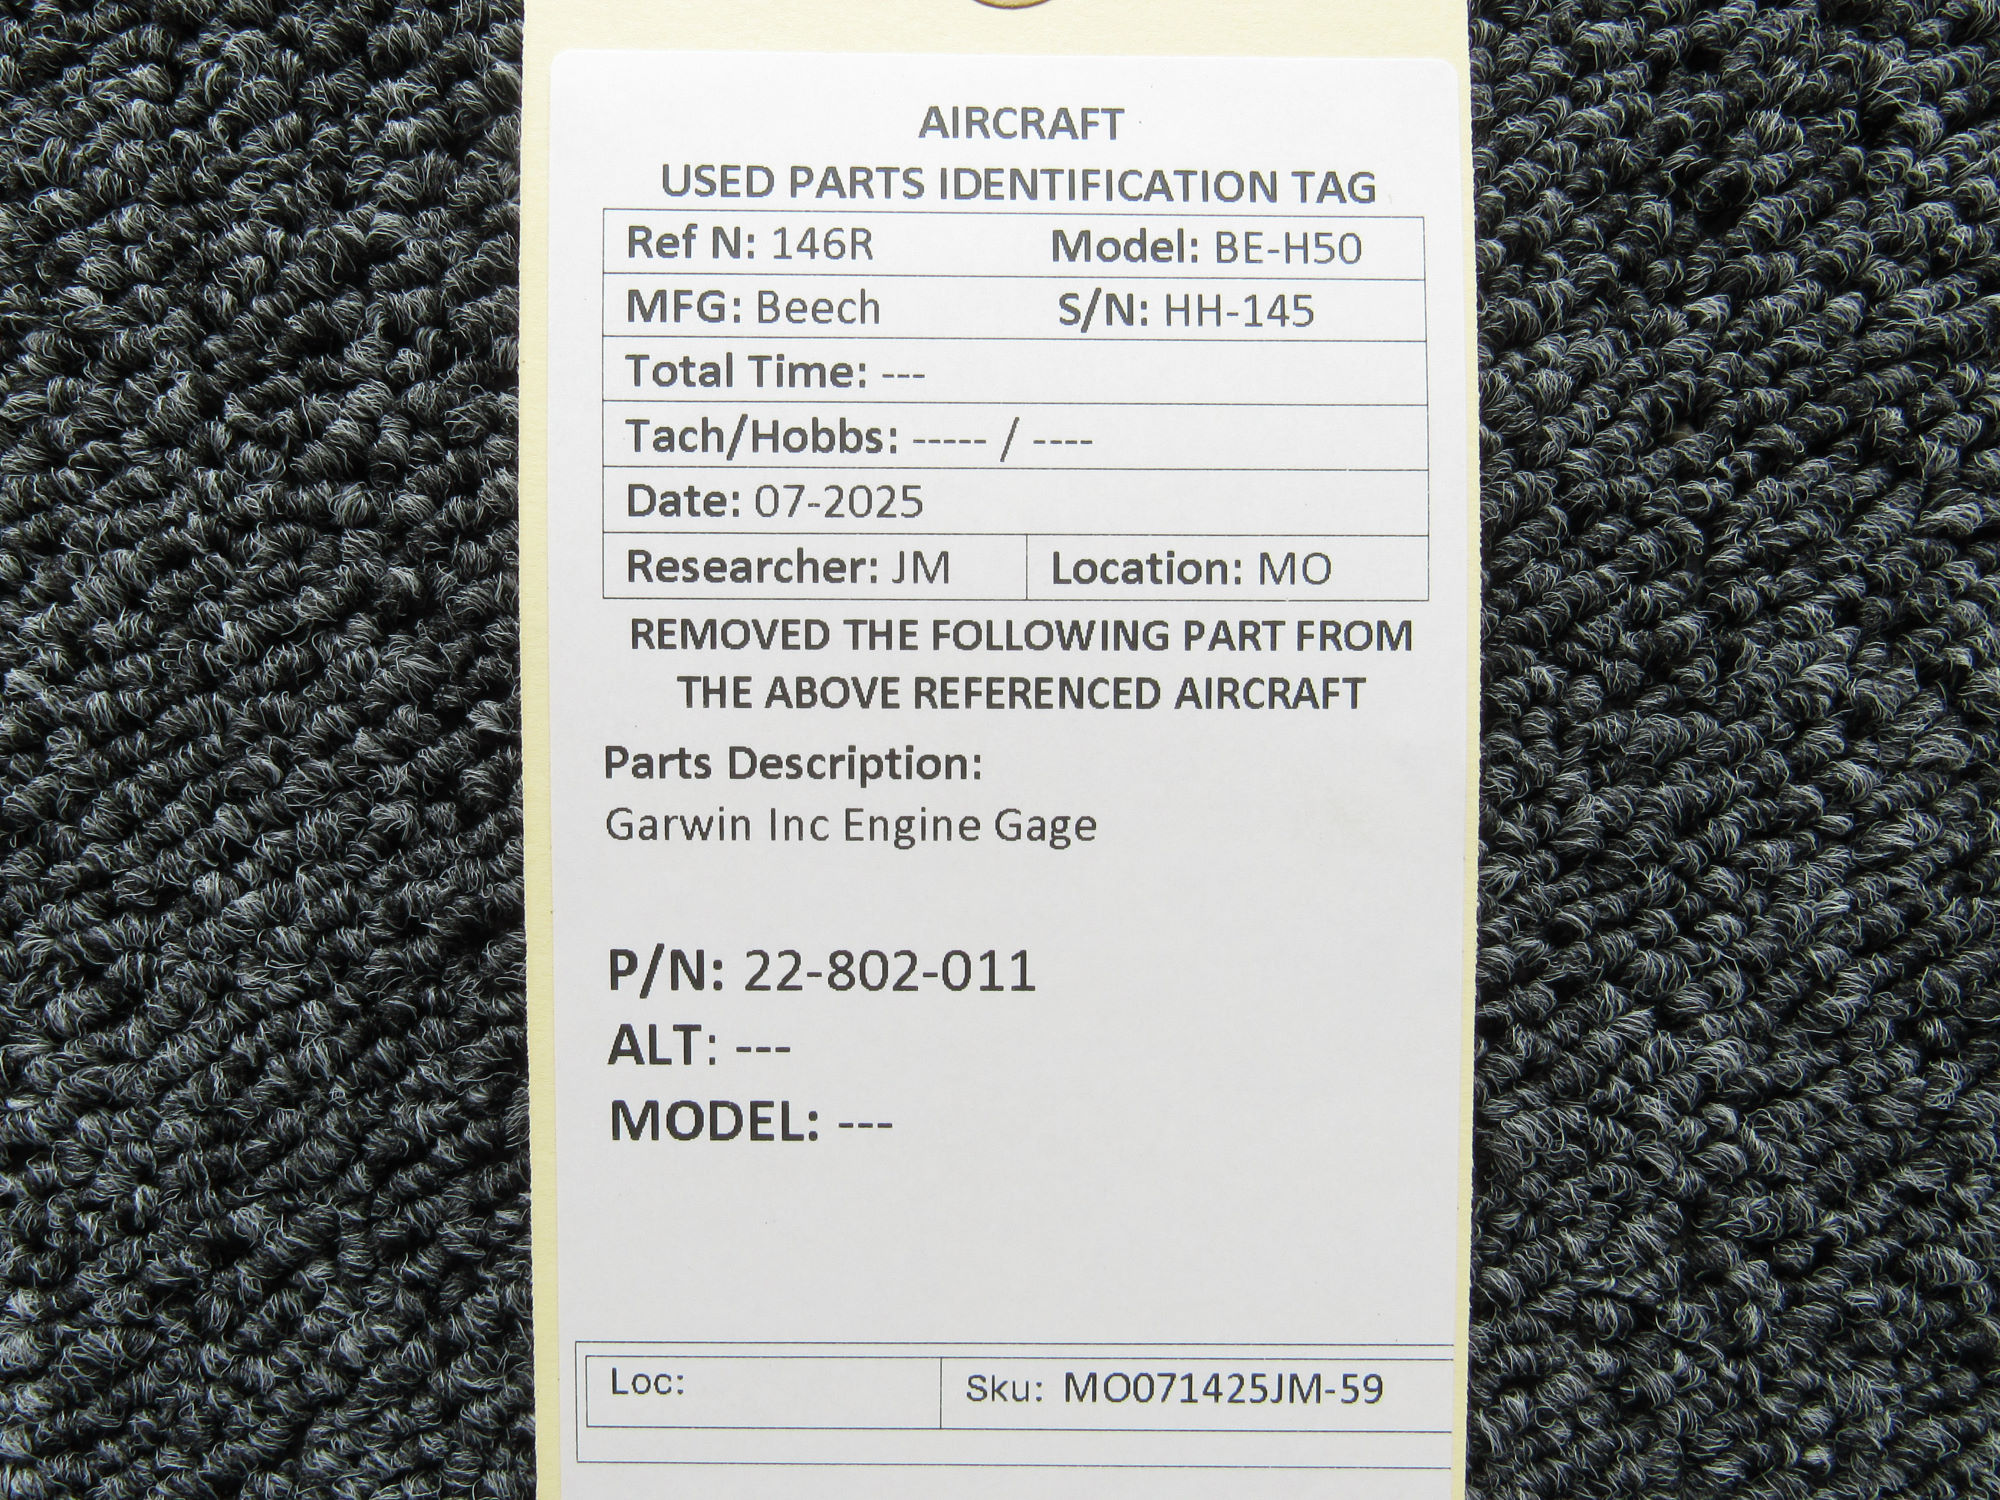 AIRCRAFT
USED PARTS IDENTIFICATION TAG
Ref N: 146R Model: BE-H50
MFG: Beech S/N: HH-145
Total Time: ---
Tach/Hobbs: ----- / ----
Date: 07-2025
Researcher: JM Location: MO
REMOVED THE FOLLOWING PART FROM
THE ABOVE REFERENCED AIRCRAFT
Parts Description:
Garwin Inc Engine Gage
P/N: 22-802-011
ALT: ---
MODEL: ---
Loc: Sku: MO071425JM-59